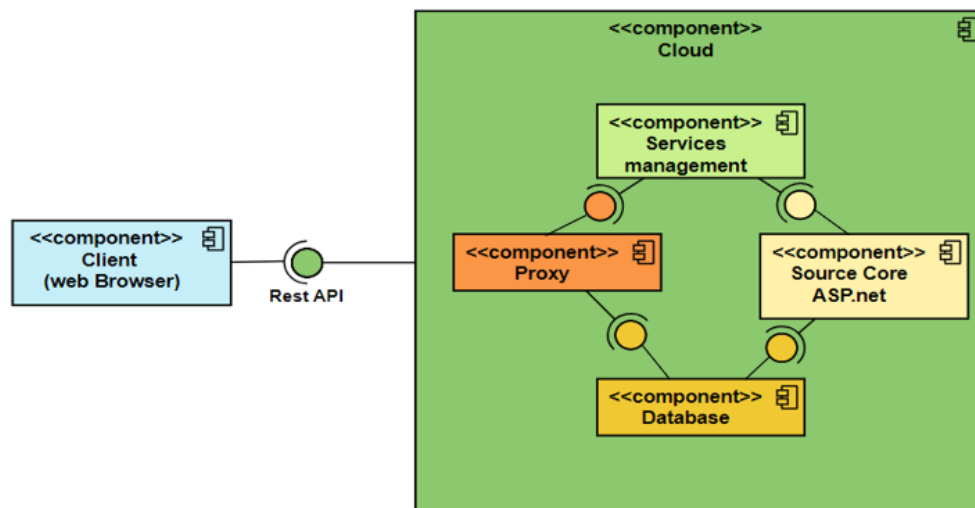 <<component>>
Cloud
<<component>>
Services
management
<<component>>
Client
(web Browser)
Rest API
<<component>>
Proxy
<<component>>
Source Core
ASP.net
<<component>>
Database